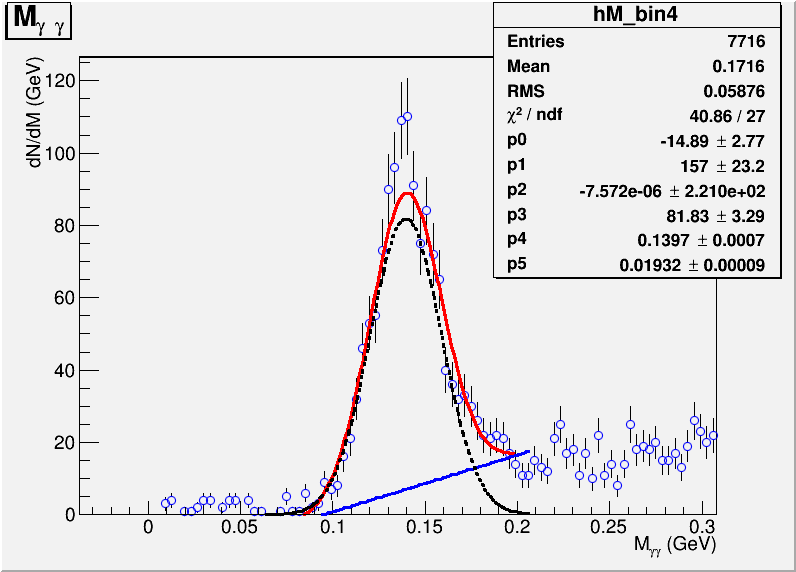 M γ γ
hM_bin4
Entries 7716
Mean 0.1716
RMS 0.05876
χ² / ndf 40.86 / 27
p0 -14.89 ± 2.77
p1 157 ± 23.2
p2 -7.572e-06 ± 2.210e+02
p3 81.83 ± 3.29
p4 0.1397 ± 0.0007
p5 0.01932 ± 0.00009
dN/dM (GeV)
120
100
80
60
40
20
0
0 0.05 0.1 0.15 0.2 0.25 0.3
Mγγ (GeV)